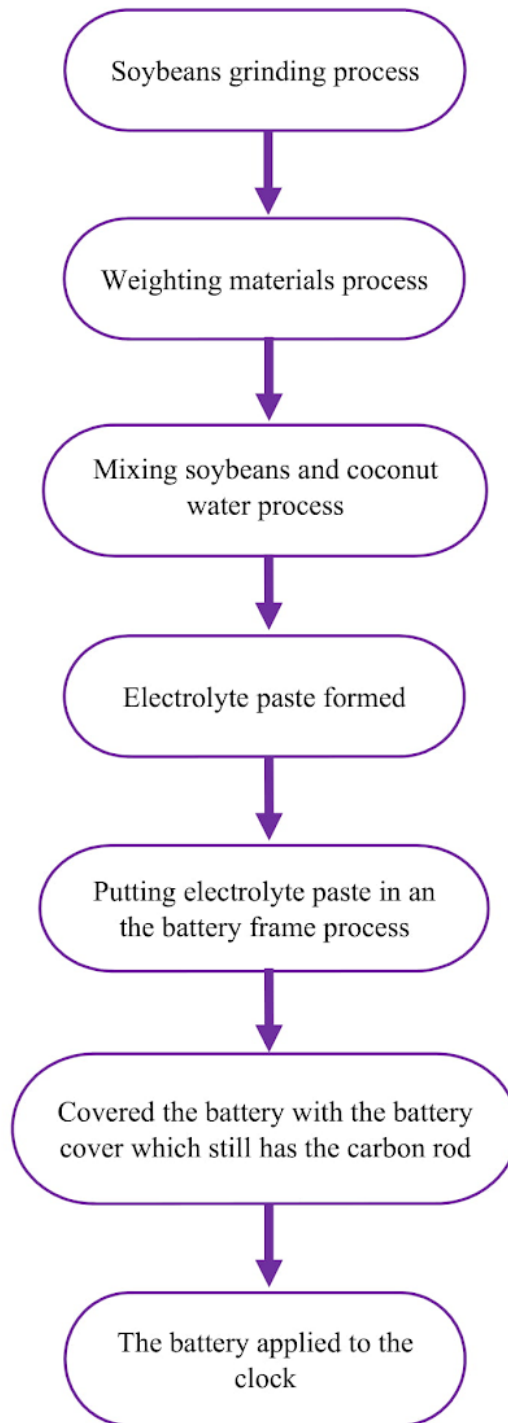 Soybeans grinding process
Weighting materials process
Mixing soybeans and coconut
water process
Electrolyte paste formed
Putting electrolyte paste in an
the battery frame process
Covered the battery with the battery
cover which still has the carbon rod
The battery applied to the
clock